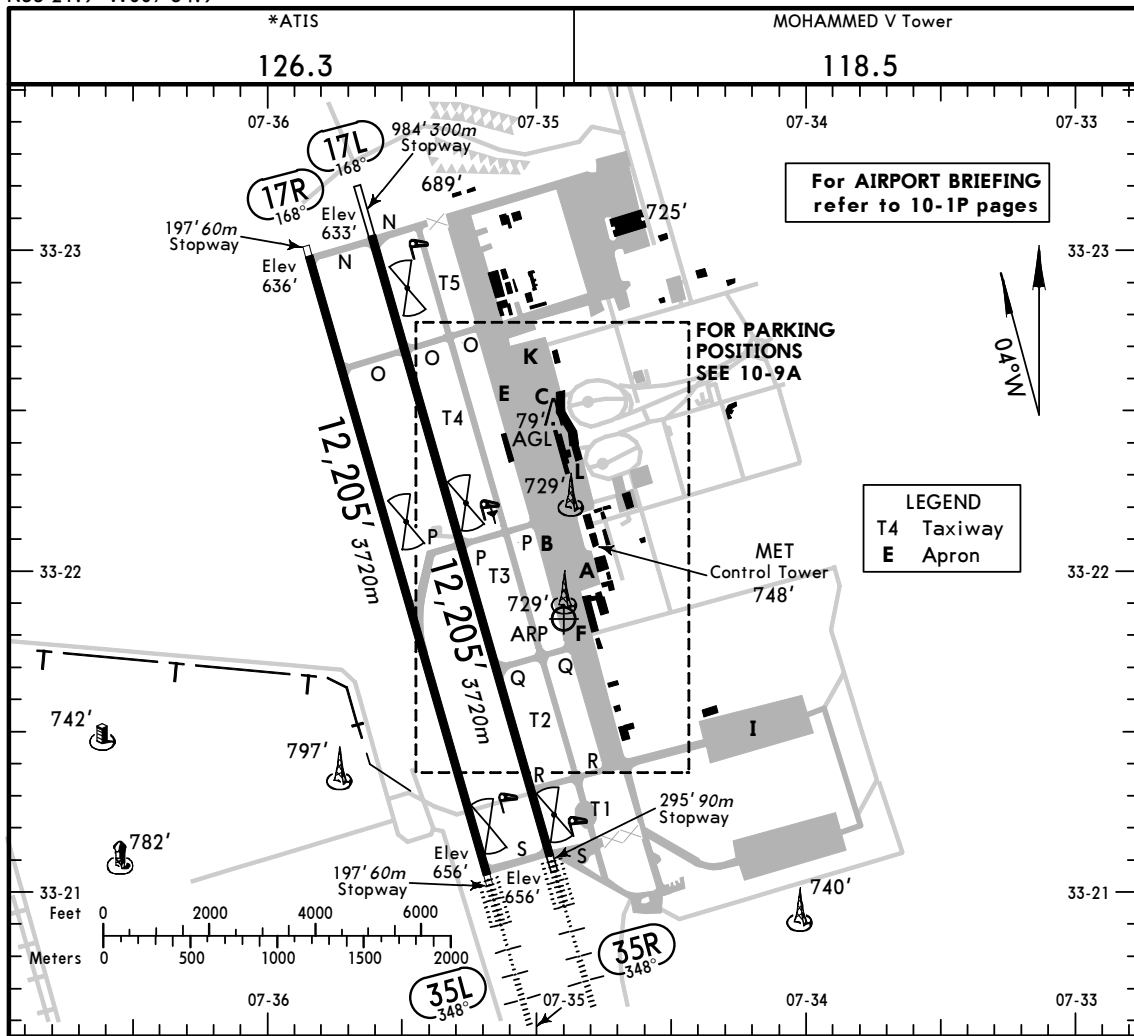 *ATIS
126.3
MOHAMMED V Tower
118.5
07-36
07-35
07-34
07-33
17L
168°
984' 300m
Stopway
17R
168°
689'
For AIRPORT BRIEFING
refer to 10-1P pages
725'
197' 60m
Stopway
Elev
633'
N
33-23
33-23
Elev
636'
N
T5
FOR PARKING
POSITIONS
SEE 10-9A
04°W
O
O
O
K
E
C
T4
79'
AGL
12,205' 3720m
L
729'
LEGEND
T4 Taxiway
E Apron
P
P
P
B
T3
MET
Control Tower
748'
A
33-22
33-22
12,205' 3720m
729'
ARP
F
Q
Q
742'
T2
I
797'
R
R
295' 90m
Stopway
T1
782'
Elev
656'
S
S
197' 60m
Stopway
Elev
656'
740'
33-21
33-21
Feet 0 2000 4000 6000
Meters 0 500 1000 1500 2000
35R
348°
35L
348°
07-36
07-35
07-34
07-33